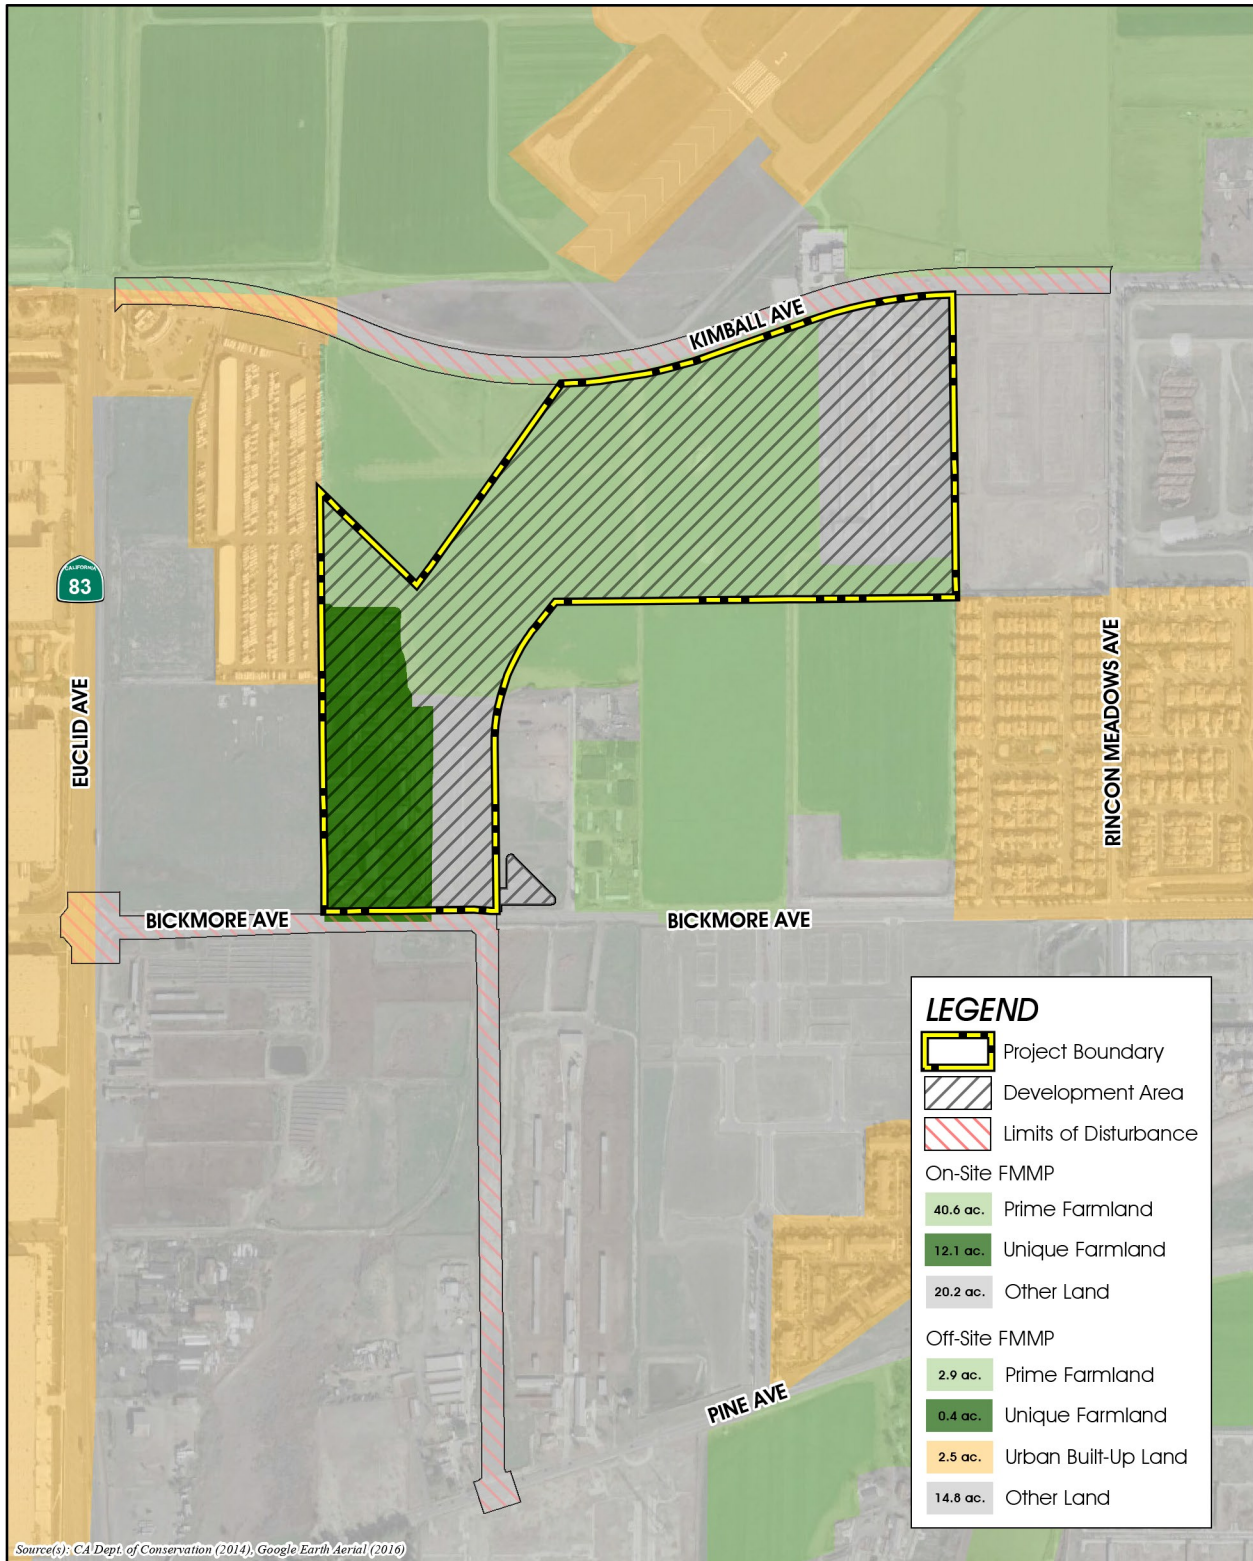 KIMBALL AVE
CALIFORNIA
83
EUCLID AVE
RINCON MEADOWS AVE
BICKMORE AVE
BICKMORE AVE
PINE AVE
LEGEND
Project Boundary
Development Area
Limits of Disturbance
On-Site FMMP
40.6 ac. Prime Farmland
12.1 ac. Unique Farmland
20.2 ac. Other Land
Off-Site FMMP
2.9 ac. Prime Farmland
0.4 ac. Unique Farmland
2.5 ac. Urban Built-Up Land
14.8 ac. Other Land
Source(s): CA Dept. of Conservation (2014), Google Earth Aerial (2016)